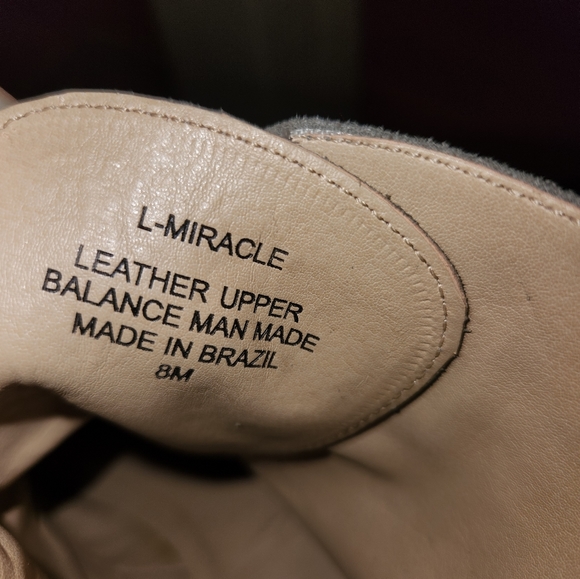 L-MIRACLE
LEATHER UPPER
BALANCE MAN MADE
MADE IN BRAZIL
8M